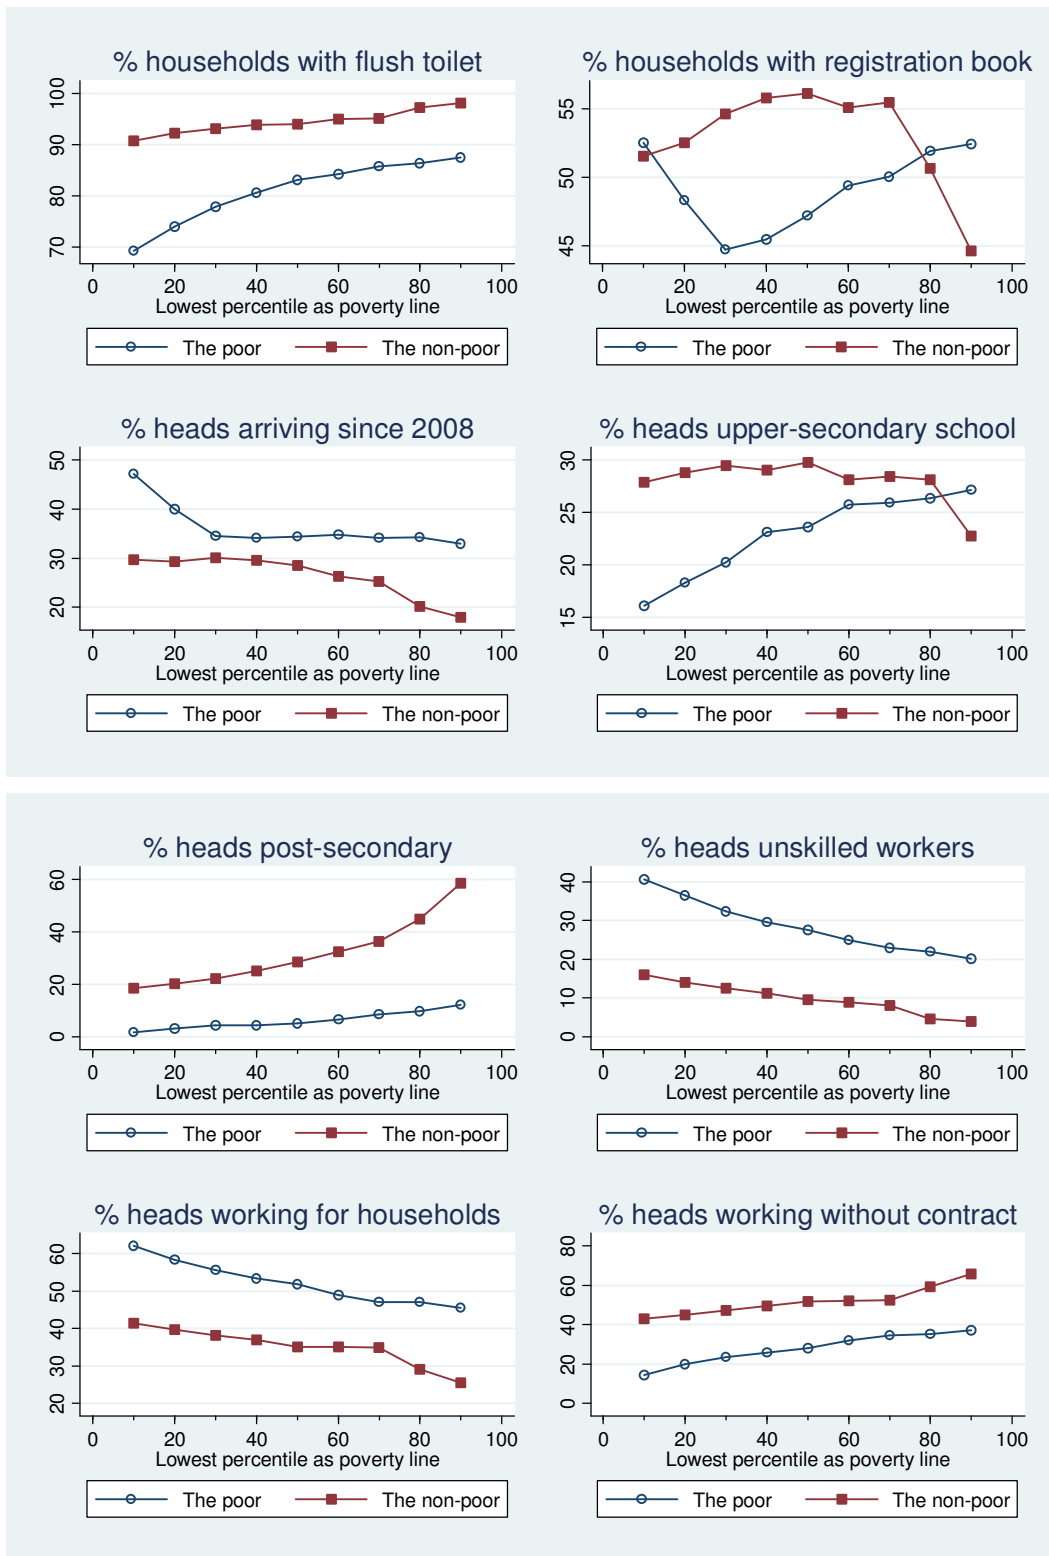 % households with flush toilet
100
90
80
70
0 20 40 60 80 100
Lowest percentile as poverty line
The poor The non-poor
% households with registration book
55
50
45
0 20 40 60 80 100
Lowest percentile as poverty line
The poor The non-poor
% heads arriving since 2008
50
40
30
20
0 20 40 60 80 100
Lowest percentile as poverty line
The poor The non-poor
% heads upper-secondary school
30
25
20
15
0 20 40 60 80 100
Lowest percentile as poverty line
The poor The non-poor
% heads post-secondary
60
40
20
0
0 20 40 60 80 100
Lowest percentile as poverty line
The poor The non-poor
% heads unskilled workers
40
30
20
10
0
0 20 40 60 80 100
Lowest percentile as poverty line
The poor The non-poor
% heads working for households
60
50
40
30
20
0 20 40 60 80 100
Lowest percentile as poverty line
The poor The non-poor
% heads working without contract
80
60
40
20
0
0 20 40 60 80 100
Lowest percentile as poverty line
The poor The non-poor